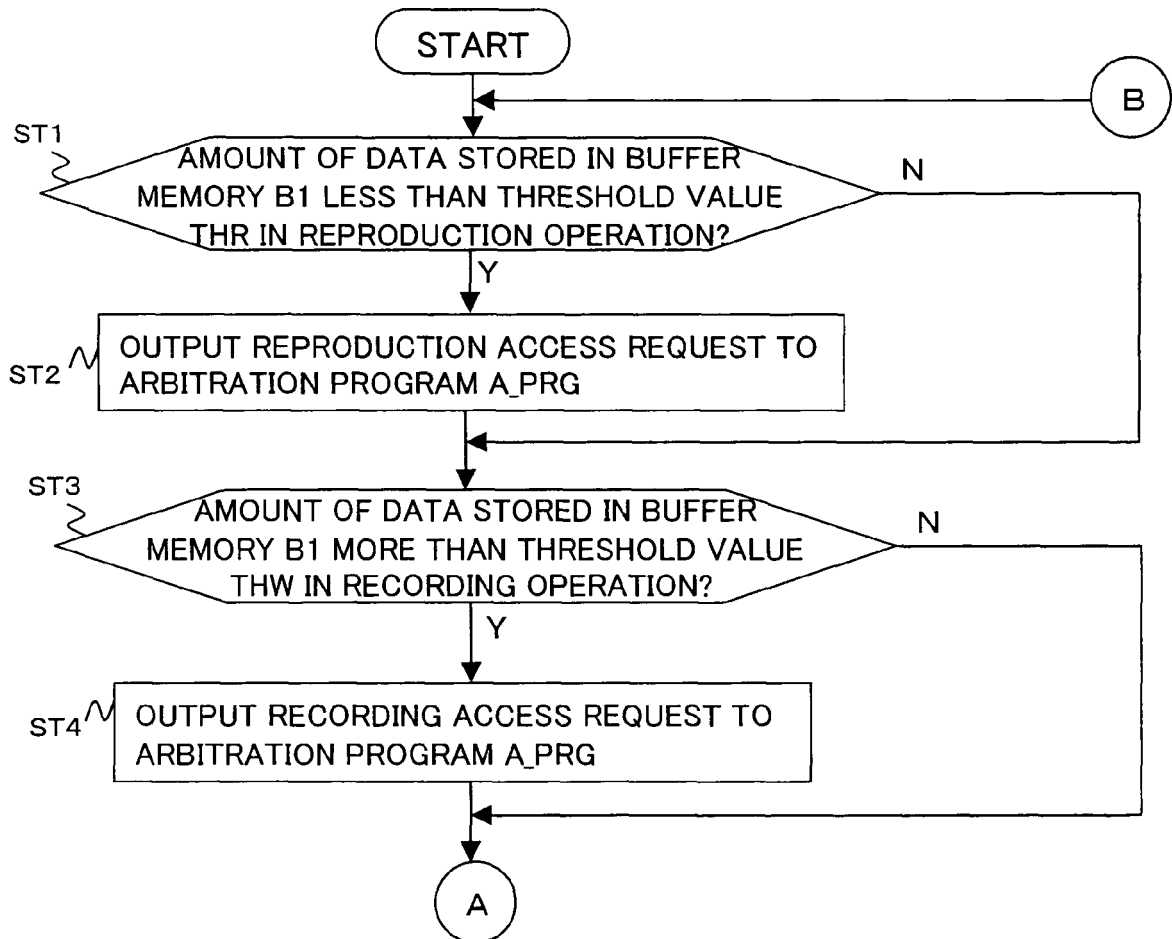 START
B
ST1
AMOUNT OF DATA STORED IN BUFFER
MEMORY B1 LESS THAN THRESHOLD VALUE
THR IN REPRODUCTION OPERATION?
N
Y
ST2
OUTPUT REPRODUCTION ACCESS REQUEST TO
ARBITRATION PROGRAM A_PRG
ST3
AMOUNT OF DATA STORED IN BUFFER
MEMORY B1 MORE THAN THRESHOLD VALUE
THW IN RECORDING OPERATION?
N
Y
ST4
OUTPUT RECORDING ACCESS REQUEST TO
ARBITRATION PROGRAM A_PRG
A